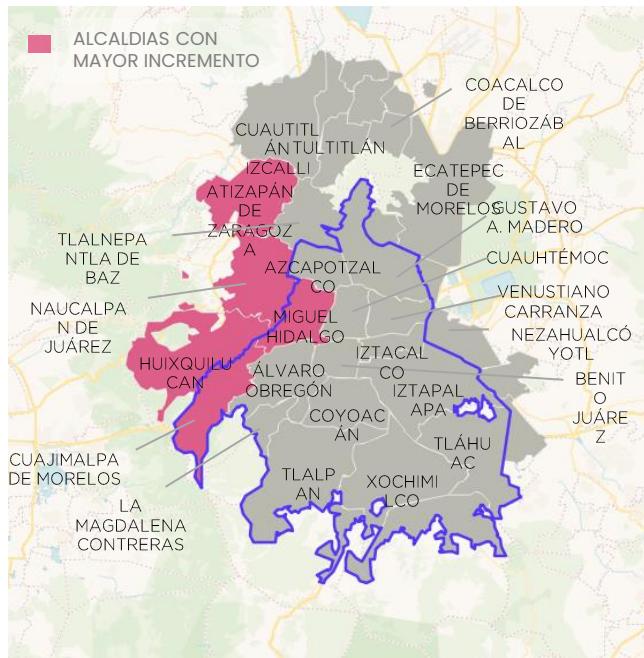 ALCALDIAS CON
MAYOR INCREMENTO
COACALCO
DE
BERRIOZÁB
AL
CUAUTITL
ÁN
IZCALLI
TULTITLÁN
ECATEPEC
DE
MORELOS
ATIZAPÁN
DE
ZARAGOZ
A
GUSTAVO
A. MADERO
TLALNEPA
NTLA DE
BAZ
CUAUHTÉMOC
AZCAPOTZAL
CO
VENUSTIANO
CARRANZA
NAUCALPA
N DE
JUÁREZ
MIGUEL
HIDALGO
NEZAHUALCÓ
YOTL
HUIXQUILU
CAN
ÁLVARO
OBREGÓN
IZTACAL
CO
IZTAPAL
APA
BENIT
O
JUÁRE
Z
COYOAC
ÁN
TLÁHU
AC
CUAJIMALPA
DE MORELOS
TLALP
AN
XOCHIMI
LCO
LA
MAGDALENA
CONTRERAS